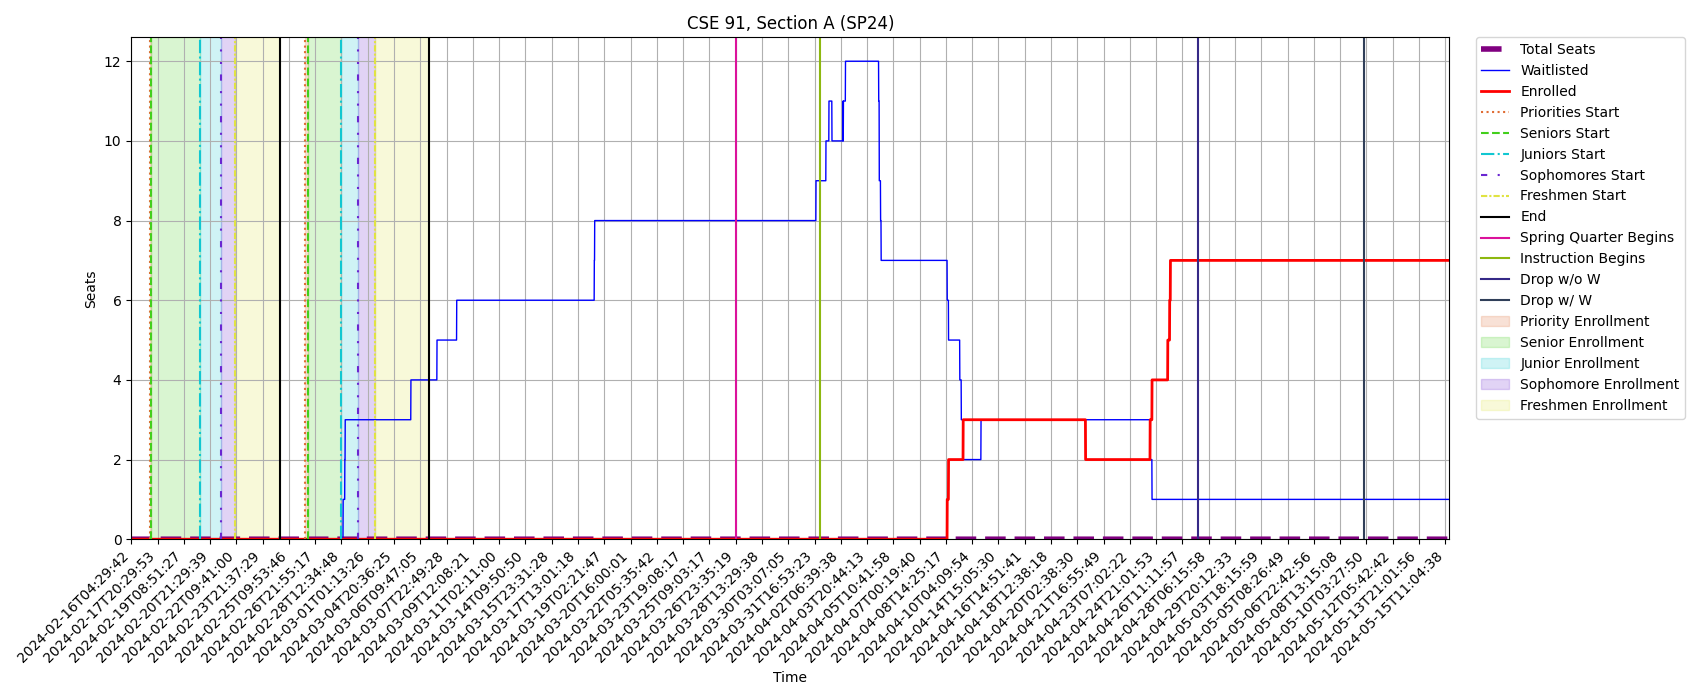 CSE 91, Section A (SP24)
Seats
12
10
8
6
4
2
0
2024-02-16T04:29:42
2024-02-17T20:29:53
2024-02-19T08:51:27
2024-02-20T21:29:39
2024-02-22T09:41:00
2024-02-23T21:37:29
2024-02-25T09:53:46
2024-02-26T21:55:17
2024-02-28T12:34:48
2024-03-01T01:13:26
2024-03-04T20:36:25
2024-03-06T09:47:05
2024-03-07T22:49:28
2024-03-09T12:08:21
2024-03-11T02:11:00
2024-03-14T09:50:50
2024-03-15T23:31:28
2024-03-17T13:01:18
2024-03-19T02:21:47
2024-03-20T16:00:01
2024-03-22T05:35:42
2024-03-23T19:08:17
2024-03-25T09:03:17
2024-03-26T23:35:19
2024-03-28T13:29:38
2024-03-30T03:07:05
2024-03-31T16:53:23
2024-04-02T06:39:38
2024-04-03T20:44:13
2024-04-05T10:41:58
2024-04-07T00:19:40
2024-04-08T14:25:17
2024-04-10T04:09:54
2024-04-14T15:05:30
2024-04-16T14:51:41
2024-04-18T12:38:18
2024-04-20T02:38:30
2024-04-21T16:55:49
2024-04-23T07:02:22
2024-04-24T21:01:53
2024-04-26T11:11:57
2024-04-28T06:15:58
2024-04-29T20:12:33
2024-05-03T18:15:59
2024-05-05T08:26:49
2024-05-06T22:42:56
2024-05-08T13:15:08
2024-05-10T03:27:50
2024-05-12T05:42:42
2024-05-13T21:01:56
2024-05-15T11:04:38
Time
Total Seats
Waitlisted
Enrolled
Priorities Start
Seniors Start
Juniors Start
Sophomores Start
Freshmen Start
End
Spring Quarter Begins
Instruction Begins
Drop w/o W
Drop w/ W
Priority Enrollment
Senior Enrollment
Junior Enrollment
Sophomore Enrollment
Freshmen Enrollment